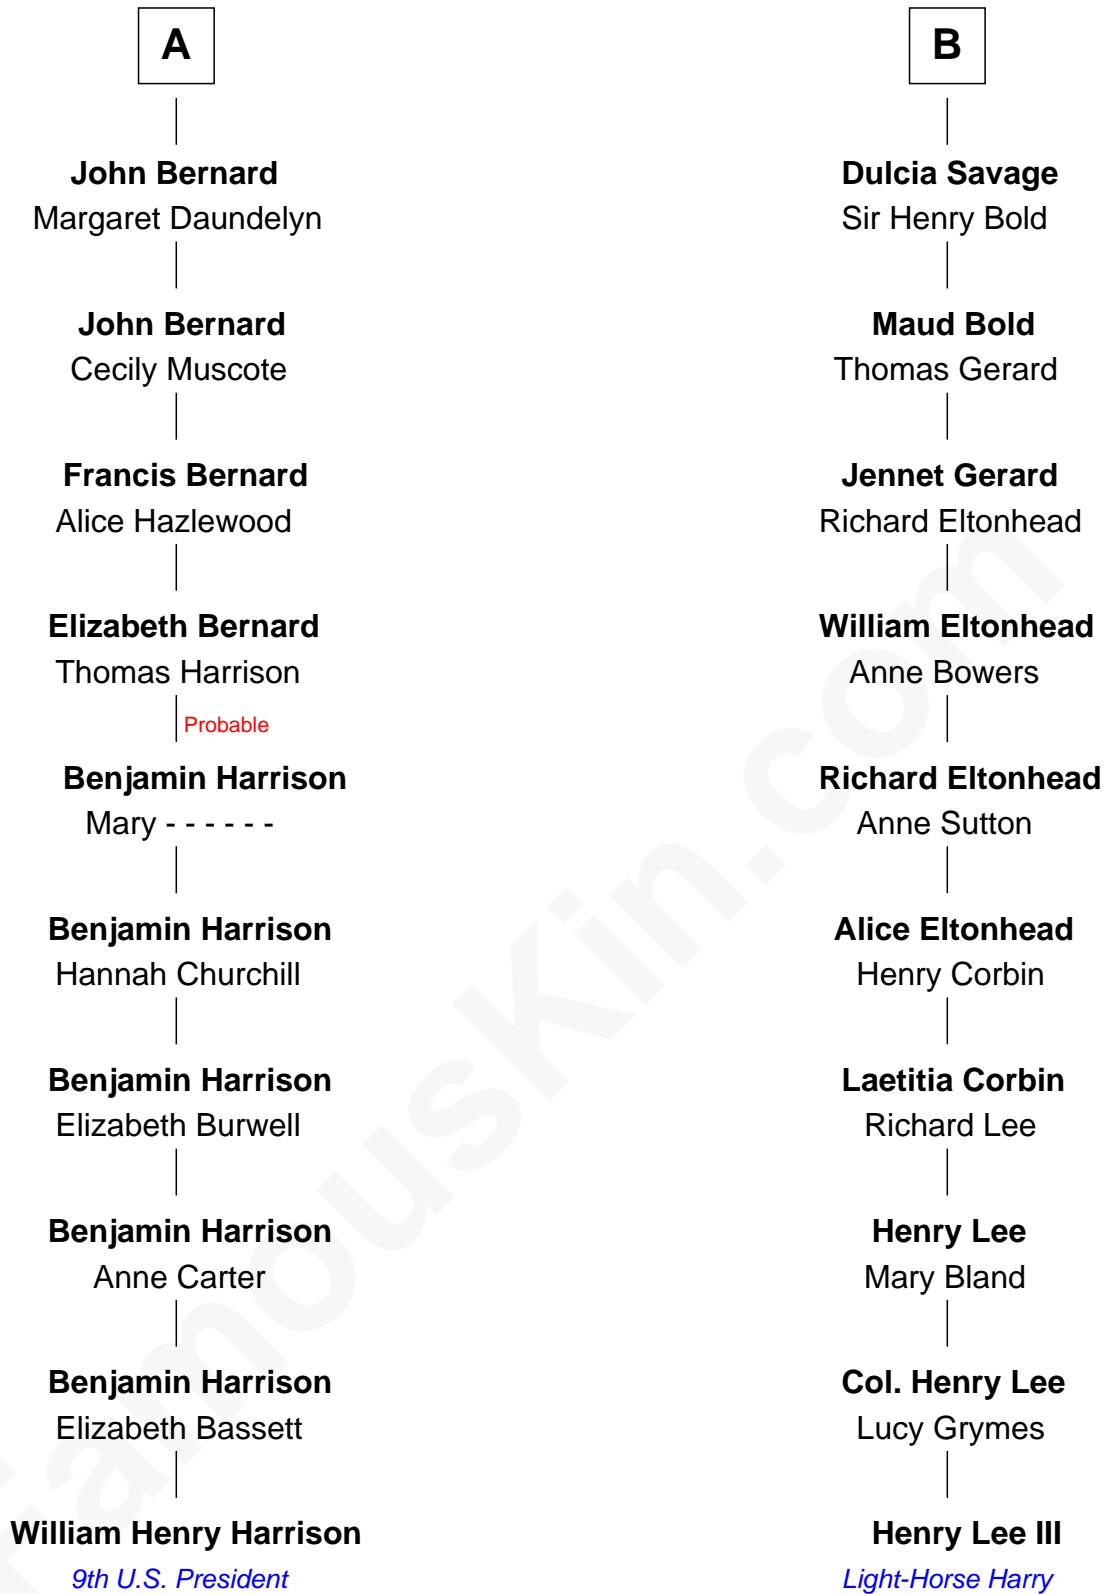 A
John Bernard
Margaret Daundelyn
John Bernard
Cecily Muscote
Francis Bernard
Alice Hazlewood
Elizabeth Bernard
Thomas Harrison
Probable
Benjamin Harrison
Mary - - - - - -
Benjamin Harrison
Hannah Churchill
Benjamin Harrison
Elizabeth Burwell
Benjamin Harrison
Anne Carter
Benjamin Harrison
Elizabeth Bassett
William Henry Harrison
9th U.S. President
B
Dulcia Savage
Sir Henry Bold
Maud Bold
Thomas Gerard
Jennet Gerard
Richard Eltonhead
William Eltonhead
Anne Bowers
Richard Eltonhead
Anne Sutton
Alice Eltonhead
Henry Corbin
Laetitia Corbin
Richard Lee
Henry Lee
Mary Bland
Col. Henry Lee
Lucy Grymes
Henry Lee III
Light-Horse Harry
FamousKin.com